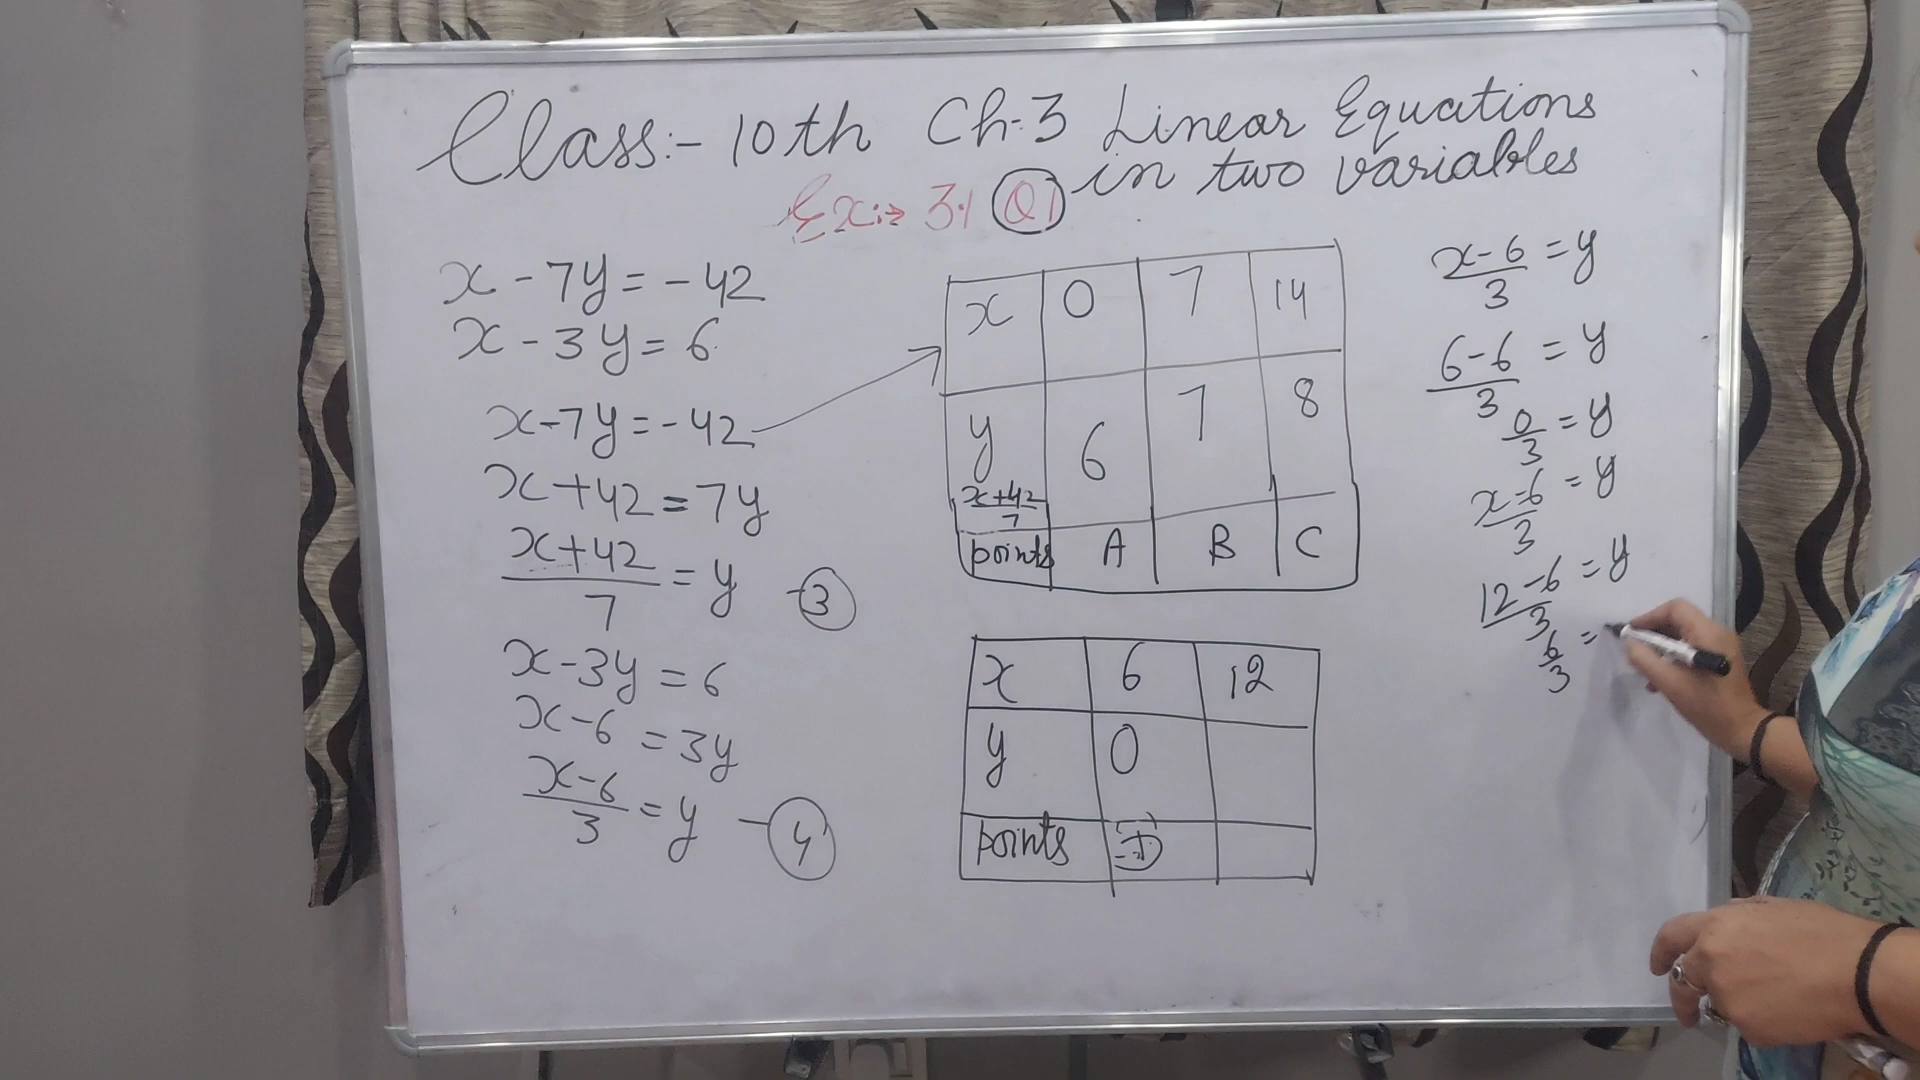 Class:- 10th Ch-3 Linear Equations
in two variables
Ex:→ 3.1 Q1
x - 7y = - 42
x - 3y = 6
x - 7y = - 42
x + 42 = 7y
x + 42 / 7 = y - 3
x - 3y = 6
x - 6 = 3y
x - 6 / 3 = y - 4
x 0 7 14
y 6 7 8
x+42 / 7
points A B C
x 6 12
y 0
points D
x - 6 / 3 = y
6 - 6 / 3 = y
0 / 3 = y
x - 6 / 3 = y
12 - 6 / 3 = y
6 / 3 =